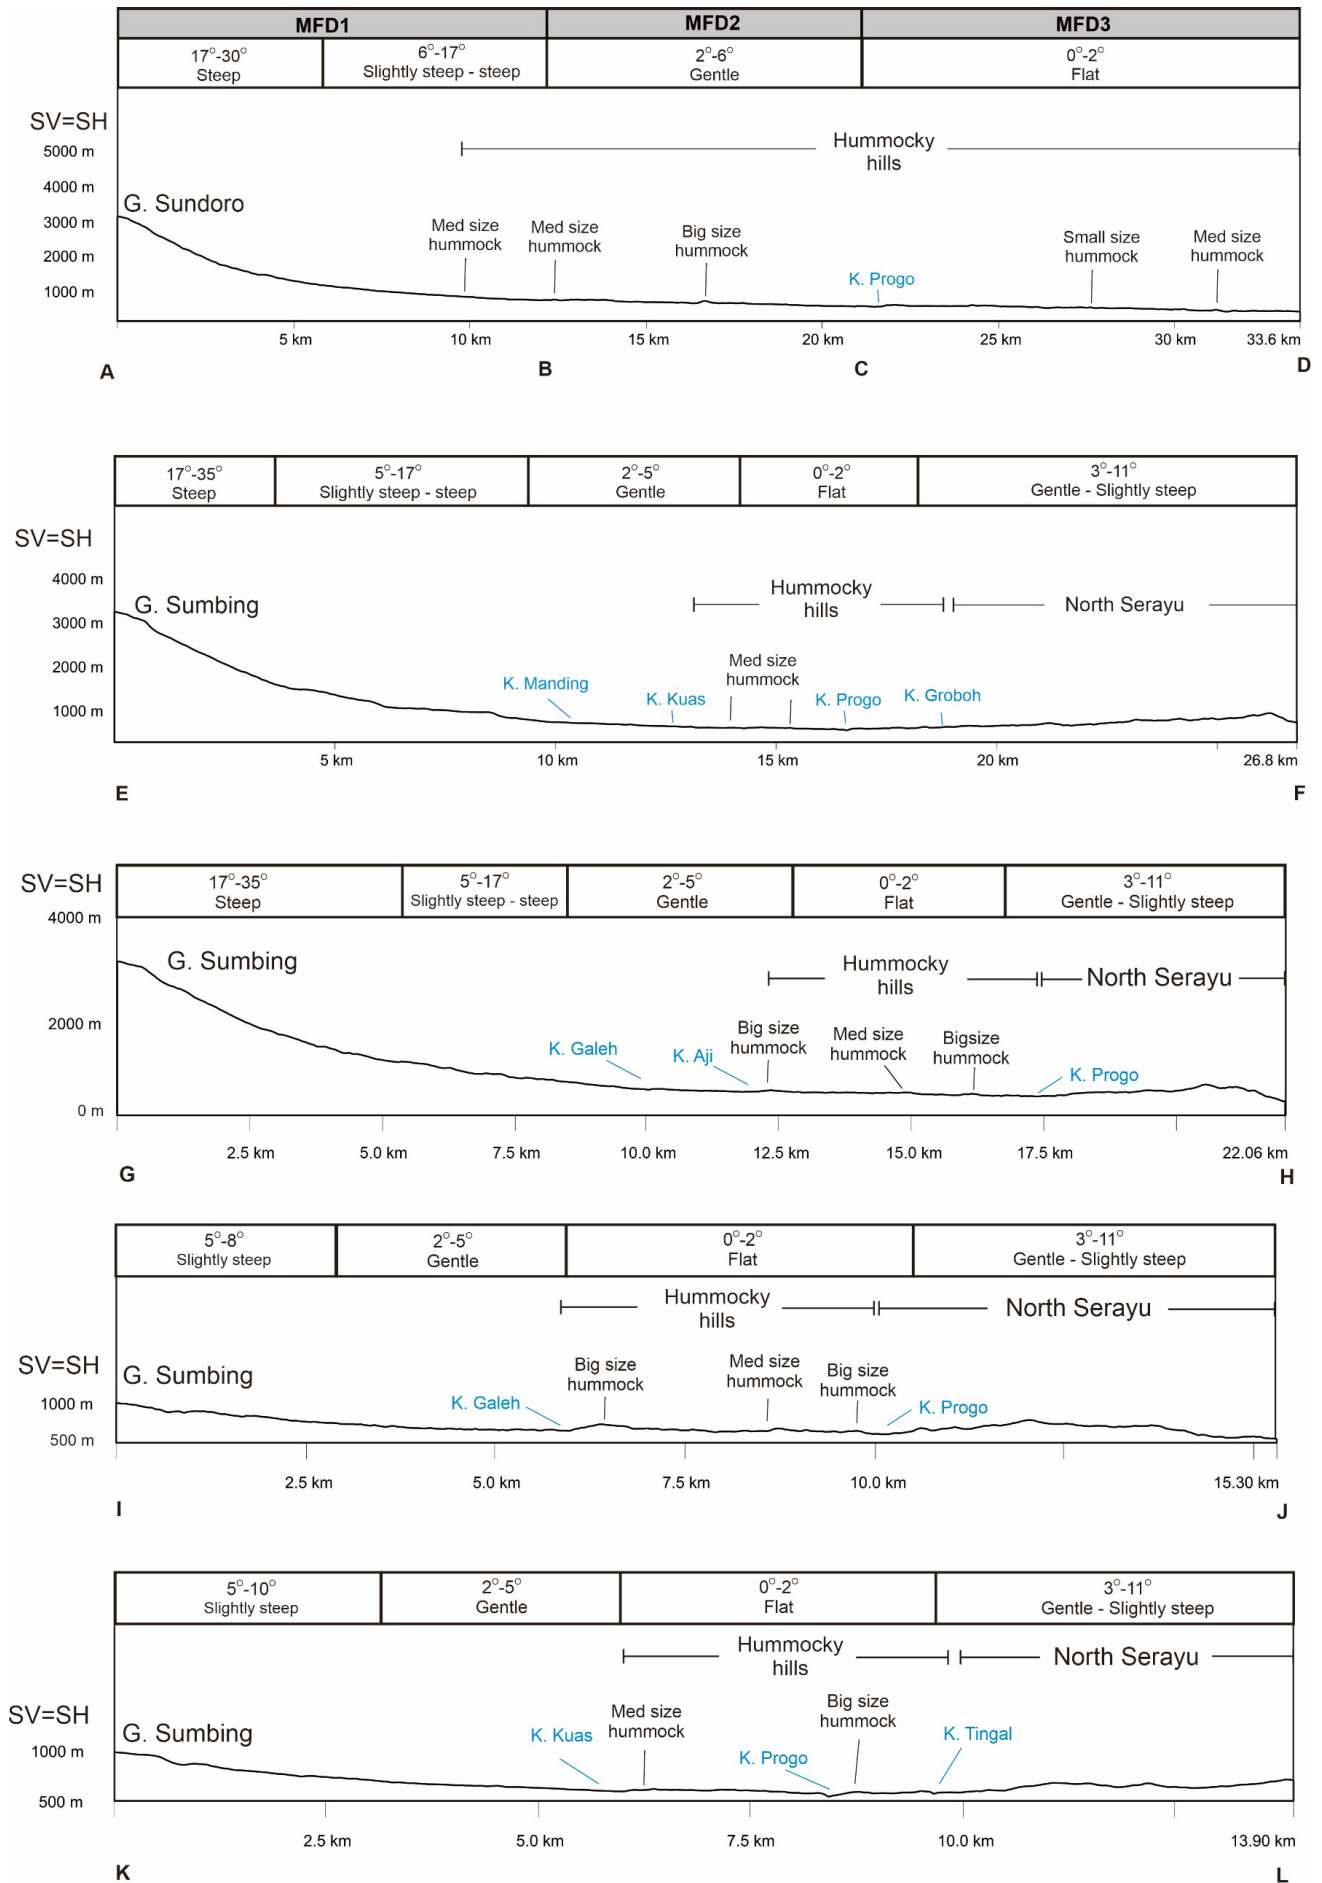 MFD1 MFD2 MFD3
17°-30° 6°-17° 2°-6° 0°-2°
Steep Slightly steep - steep Gentle Flat
SV=SH
5000 m
Hummocky
hills
4000 m
G. Sundoro
3000 m
Med size
hummock
Med size
hummock
Big size
hummock
Small size
hummock
Med size
hummock
2000 m
K. Progo
1000 m
5 km 10 km 15 km 20 km 25 km 30 km 33.6 km
A B C D
17°-35° 5°-17° 2°-5° 0°-2° 3°-11°
Steep Slightly steep - steep Gentle Flat Gentle - Slightly steep
SV=SH
4000 m
Hummocky
hills
North Serayu
G. Sumbing
3000 m
2000 m
Med size
hummock
K. Manding
K. Kuas
K. Progo
K. Groboh
1000 m
5 km 10 km 15 km 20 km 26.8 km
E F
SV=SH
17°-35° 5°-17° 2°-5° 0°-2° 3°-11°
Steep Slightly steep - steep Gentle Flat Gentle - Slightly steep
4000 m
G. Sumbing
Hummocky
hills
North Serayu
2000 m
K. Galeh
K. Aji
Big size
hummock
Med size
hummock
Bigsize
hummock
K. Progo
0 m
2.5 km 5.0 km 7.5 km 10.0 km 12.5 km 15.0 km 17.5 km 22.06 km
G H
5°-8° 2°-5° 0°-2° 3°-11°
Slightly steep Gentle Flat Gentle - Slightly steep
Hummocky
hills
North Serayu
SV=SH
G. Sumbing
Big size
hummock
Med size
hummock
Big size
hummock
1000 m
K. Galeh
K. Progo
500 m
2.5 km 5.0 km 7.5 km 10.0 km 15.30 km
I J
5°-10° 2°-5° 0°-2° 3°-11°
Slightly steep Gentle Flat Gentle - Slightly steep
Hummocky
hills
North Serayu
SV=SH
G. Sumbing
K. Kuas
Med size
hummock
Big size
hummock
K. Progo
K. Tingal
1000 m
500 m
2.5 km 5.0 km 7.5 km 10.0 km 13.90 km
K L